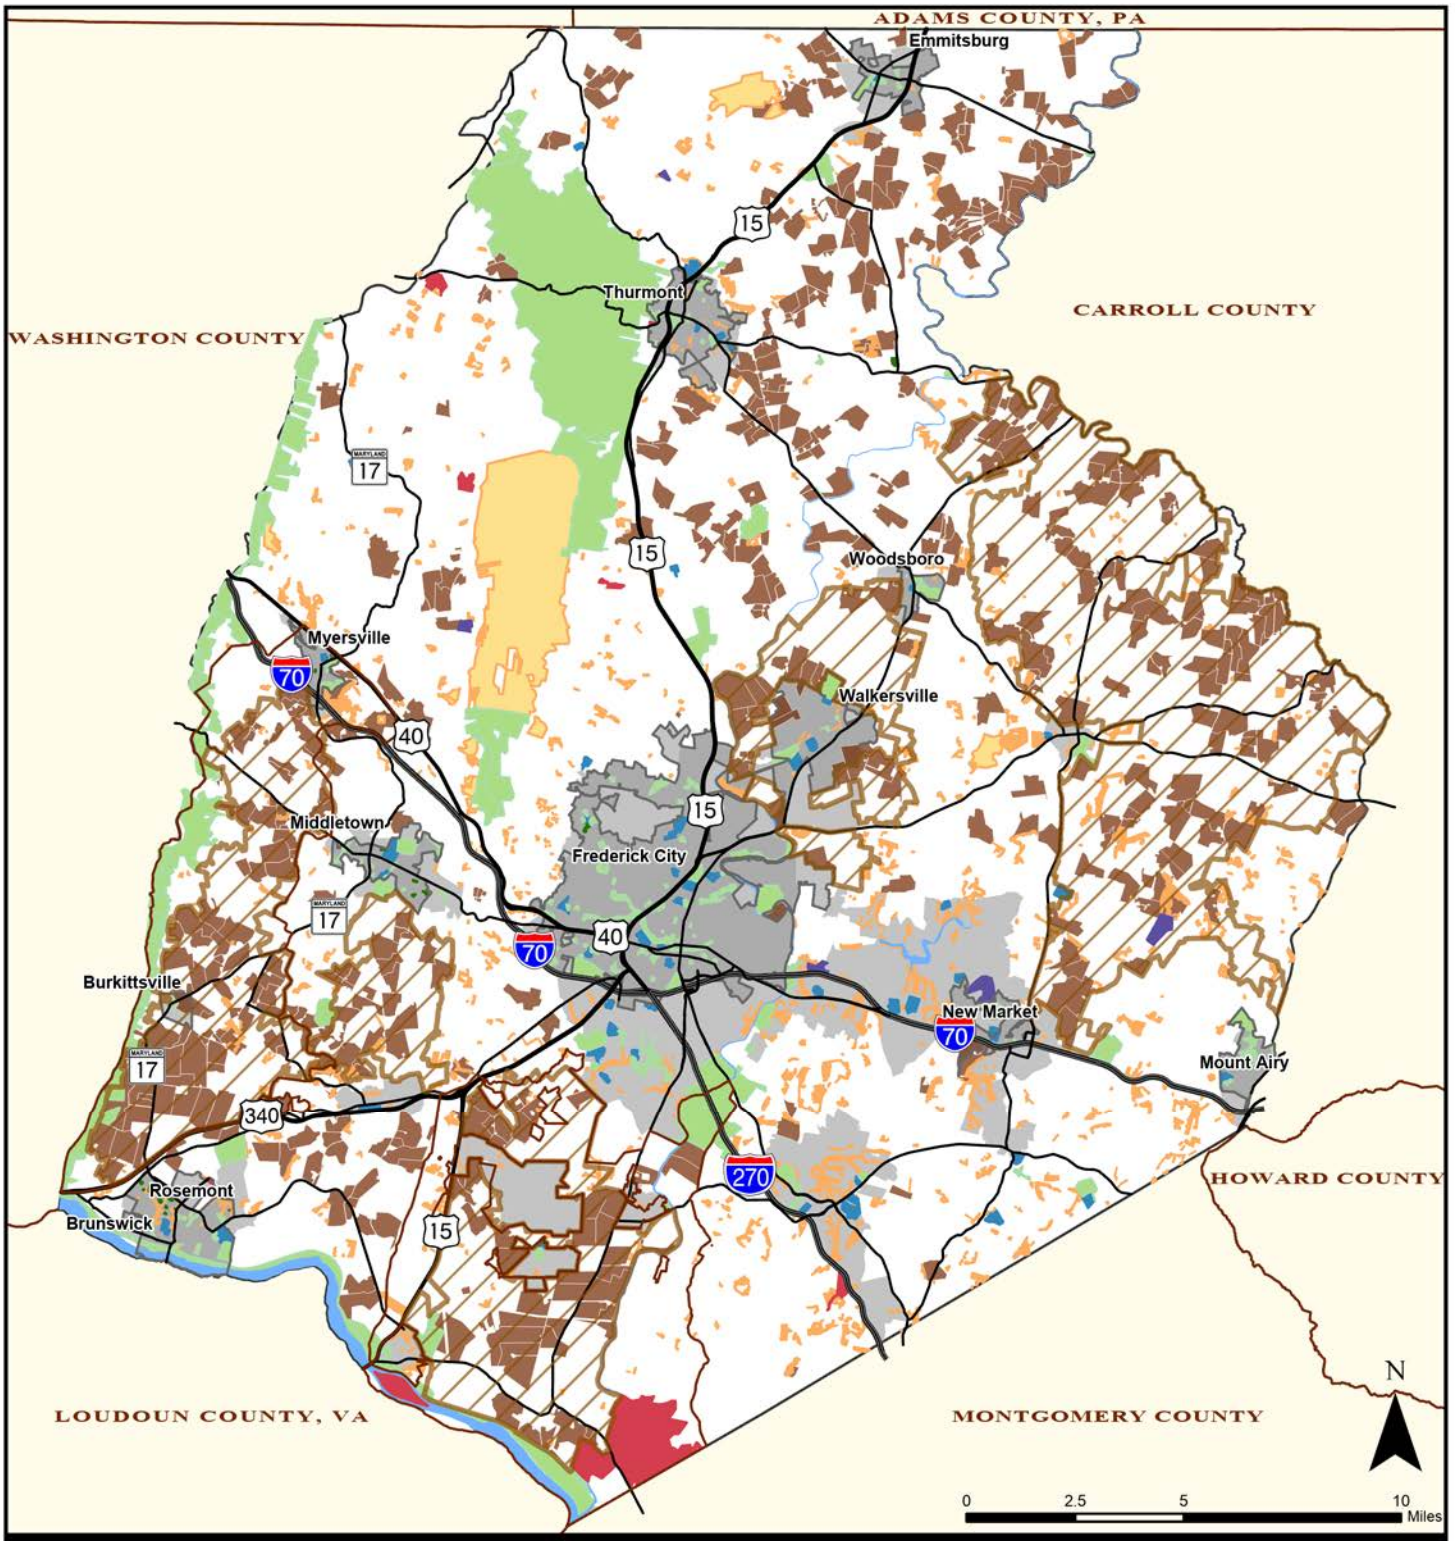 ADAMS COUNTY, PA
Emmitsburg
15
Thurmont
CARROLL COUNTY
WASHINGTON COUNTY
MARYLAND
17
15
Woodsboro
Myersville
70
Walkersville
40
15
Middletown
Frederick City
MARYLAND
17
40
70
Burkittsville
New Market
70
MARYLAND
17
Mount Airy
340
270
HOWARD COUNTY
Rosemont
Brunswick
15
N
LOUDOUN COUNTY, VA
MONTGOMERY COUNTY
0 2.5 5 10
Miles